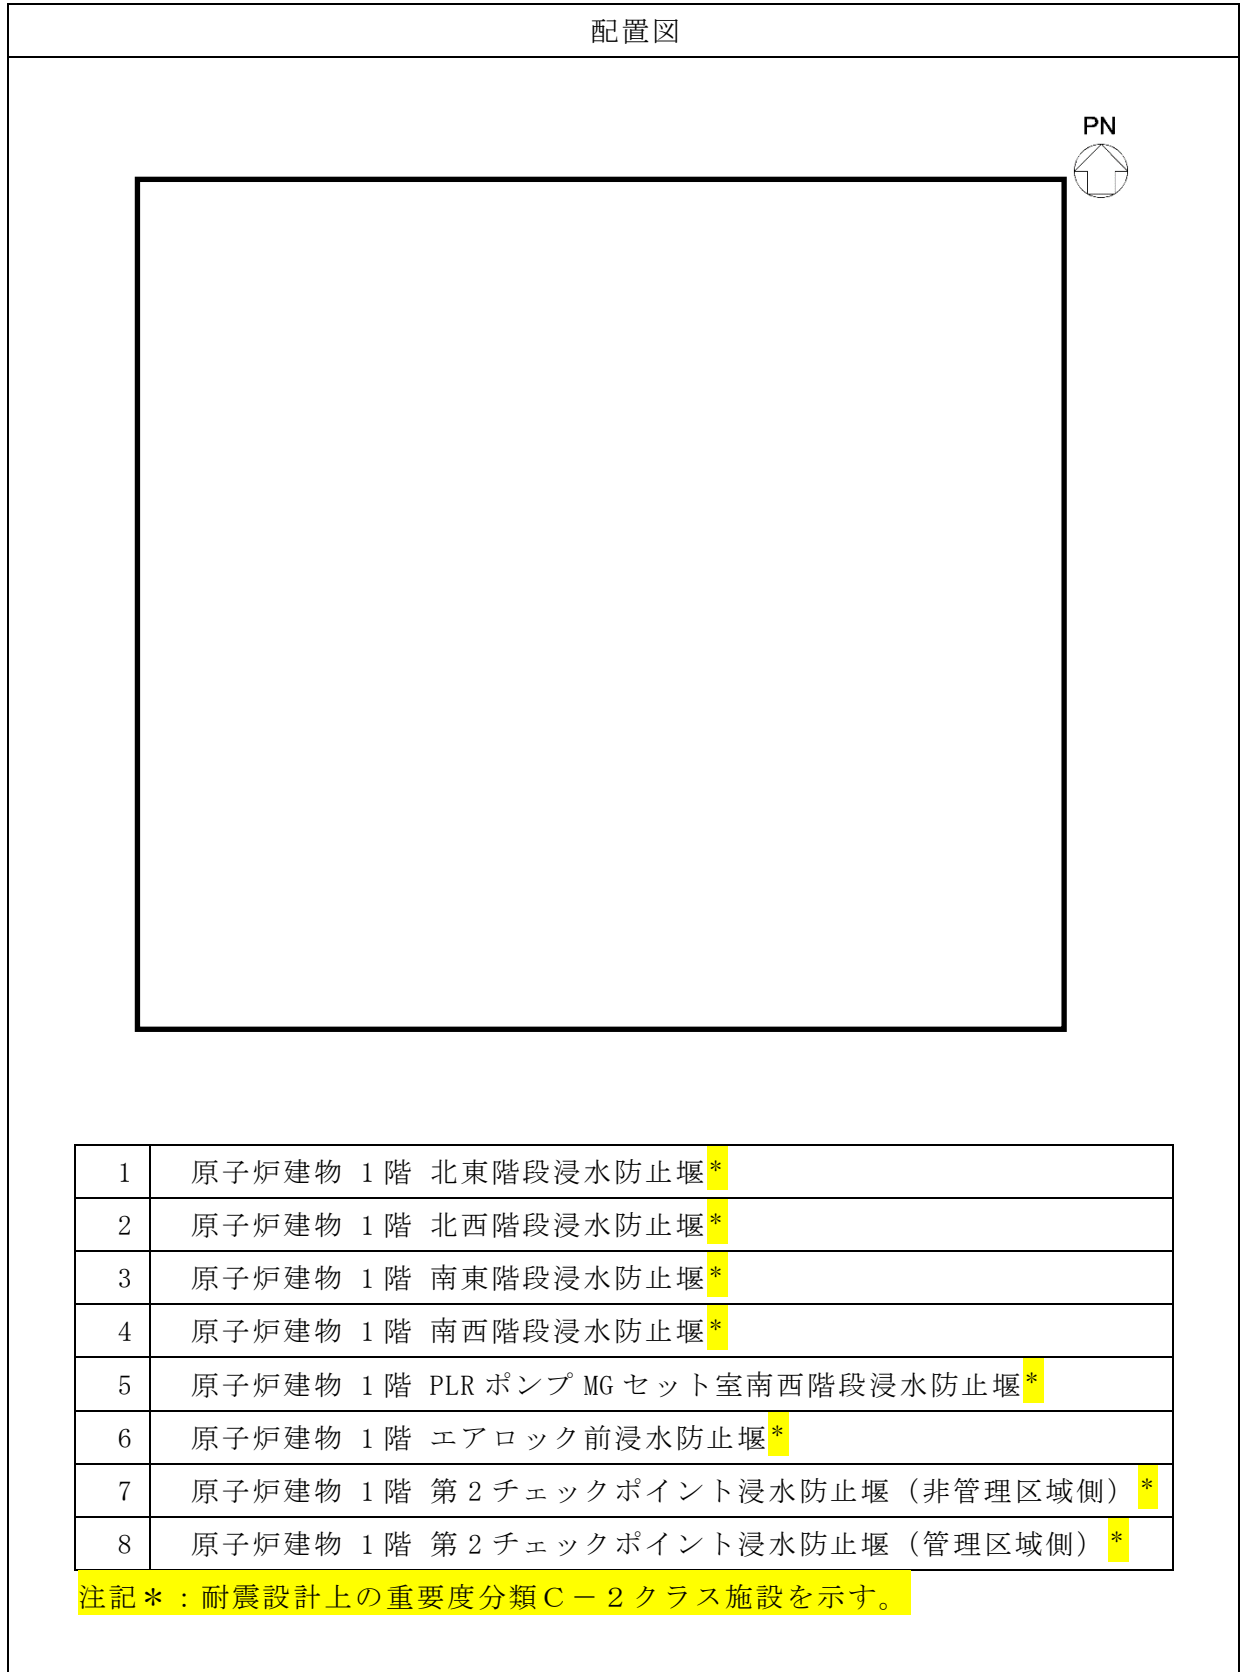 配置図
PN
1 原子炉建物 1階 北東階段浸水防止堰*
2 原子炉建物 1階 北西階段浸水防止堰*
3 原子炉建物 1階 南東階段浸水防止堰*
4 原子炉建物 1階 南西階段浸水防止堰*
5 原子炉建物 1階 PLRポンプMGセット室南西階段浸水防止堰*
6 原子炉建物 1階 エアロック前浸水防止堰*
7 原子炉建物 1階 第2チェックポイント浸水防止堰（非管理区域側）*
8 原子炉建物 1階 第2チェックポイント浸水防止堰（管理区域側）*
注記＊：耐震設計上の重要度分類Ｃ－２クラス施設を示す。